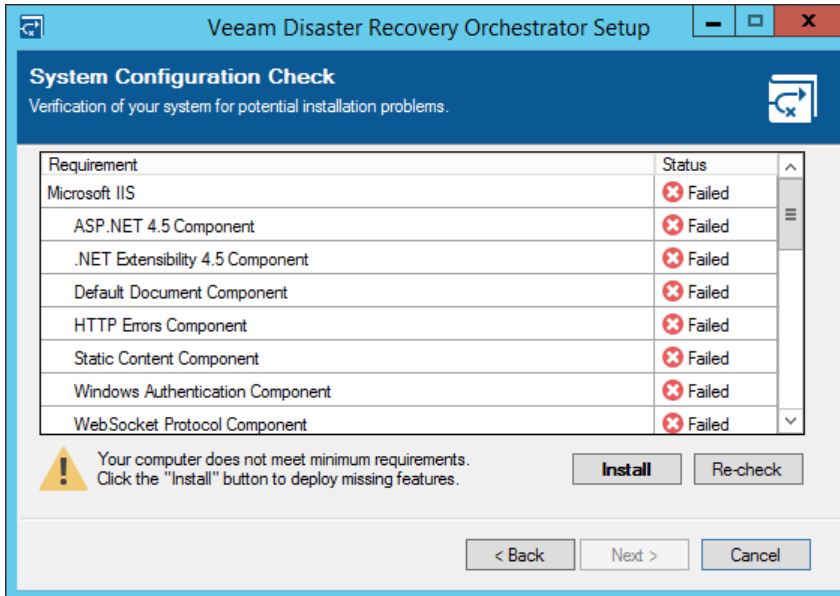 Veeam Disaster Recovery Orchestrator Setup
System Configuration Check
Verification of your system for potential installation problems.
Requirement Status
Microsoft IIS Failed
ASP.NET 4.5 Component Failed
.NET Extensibility 4.5 Component Failed
Default Document Component Failed
HTTP Errors Component Failed
Static Content Component Failed
Windows Authentication Component Failed
WebSocket Protocol Component Failed
Your computer does not meet minimum requirements.
Click the "Install" button to deploy missing features.
Install Re-check
< Back Next > Cancel